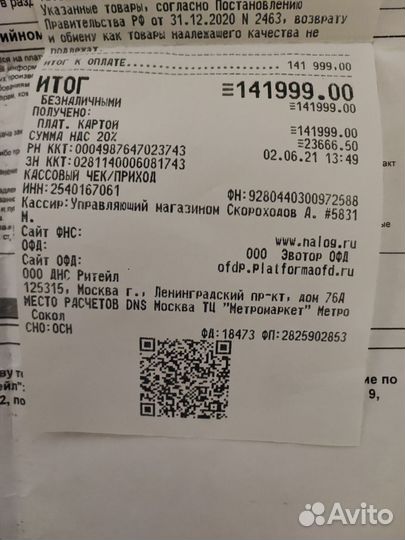 Указанные товары, согласно Постановлению
Правительства РФ от 31.12.2020 N 2463, возврату
и обмену как товары надлежащего качества не
подлежат.
ИТОГ К ОПЛАТЕ 141 999.00
ИТОГ ≡141999.00
БЕЗНАЛИЧНЫМИ ≡141999.00
ПОЛУЧЕНО:
ПЛАТ. КАРТОЙ ≡141999.00
СУММА НДС 20% ≡23666.50
РН ККТ:0004987647023743 02.06.21 13:49
ЗН ККТ:0281140006081743
КАССОВЫЙ ЧЕК/ПРИХОД
ИНН:2540167061 ФН:9280440300972588
Кассир:Управляющий магазином Скороходов А. #5831
М.
Сайт ФНС: www.nalog.ru
ОФД: ООО Эвотор ОФД
Сайт ОФД: ofdP.Platformaofd.ru
ООО ДНС Ритейл
125315, Москва г., Ленинградский пр-кт, дом 76А
МЕСТО РАСЧЕТОВ DNS Москва ТЦ "Метромаркет" Метро
Сокол
СНО:ОСН ФД:18473 ФП:2825902853
Avito